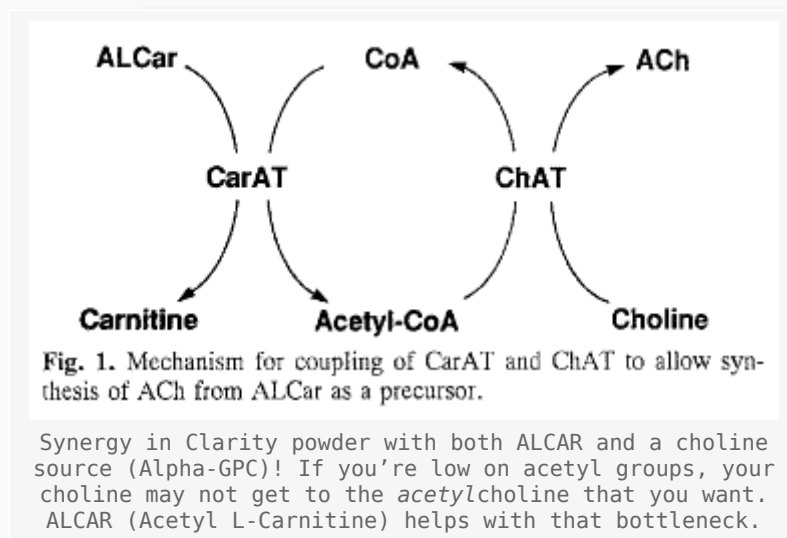 ALCar CoA ACh
CarAT ChAT
Carnitine Acetyl-CoA Choline
Fig. 1. Mechanism for coupling of CarAT and ChAT to allow syn-
thesis of ACh from ALCar as a precursor.
Synergy in Clarity powder with both ALCAR and a choline
source (Alpha-GPC)! If you’re low on acetyl groups, your
choline may not get to the acetylcholine that you want.
ALCAR (Acetyl L-Carnitine) helps with that bottleneck.